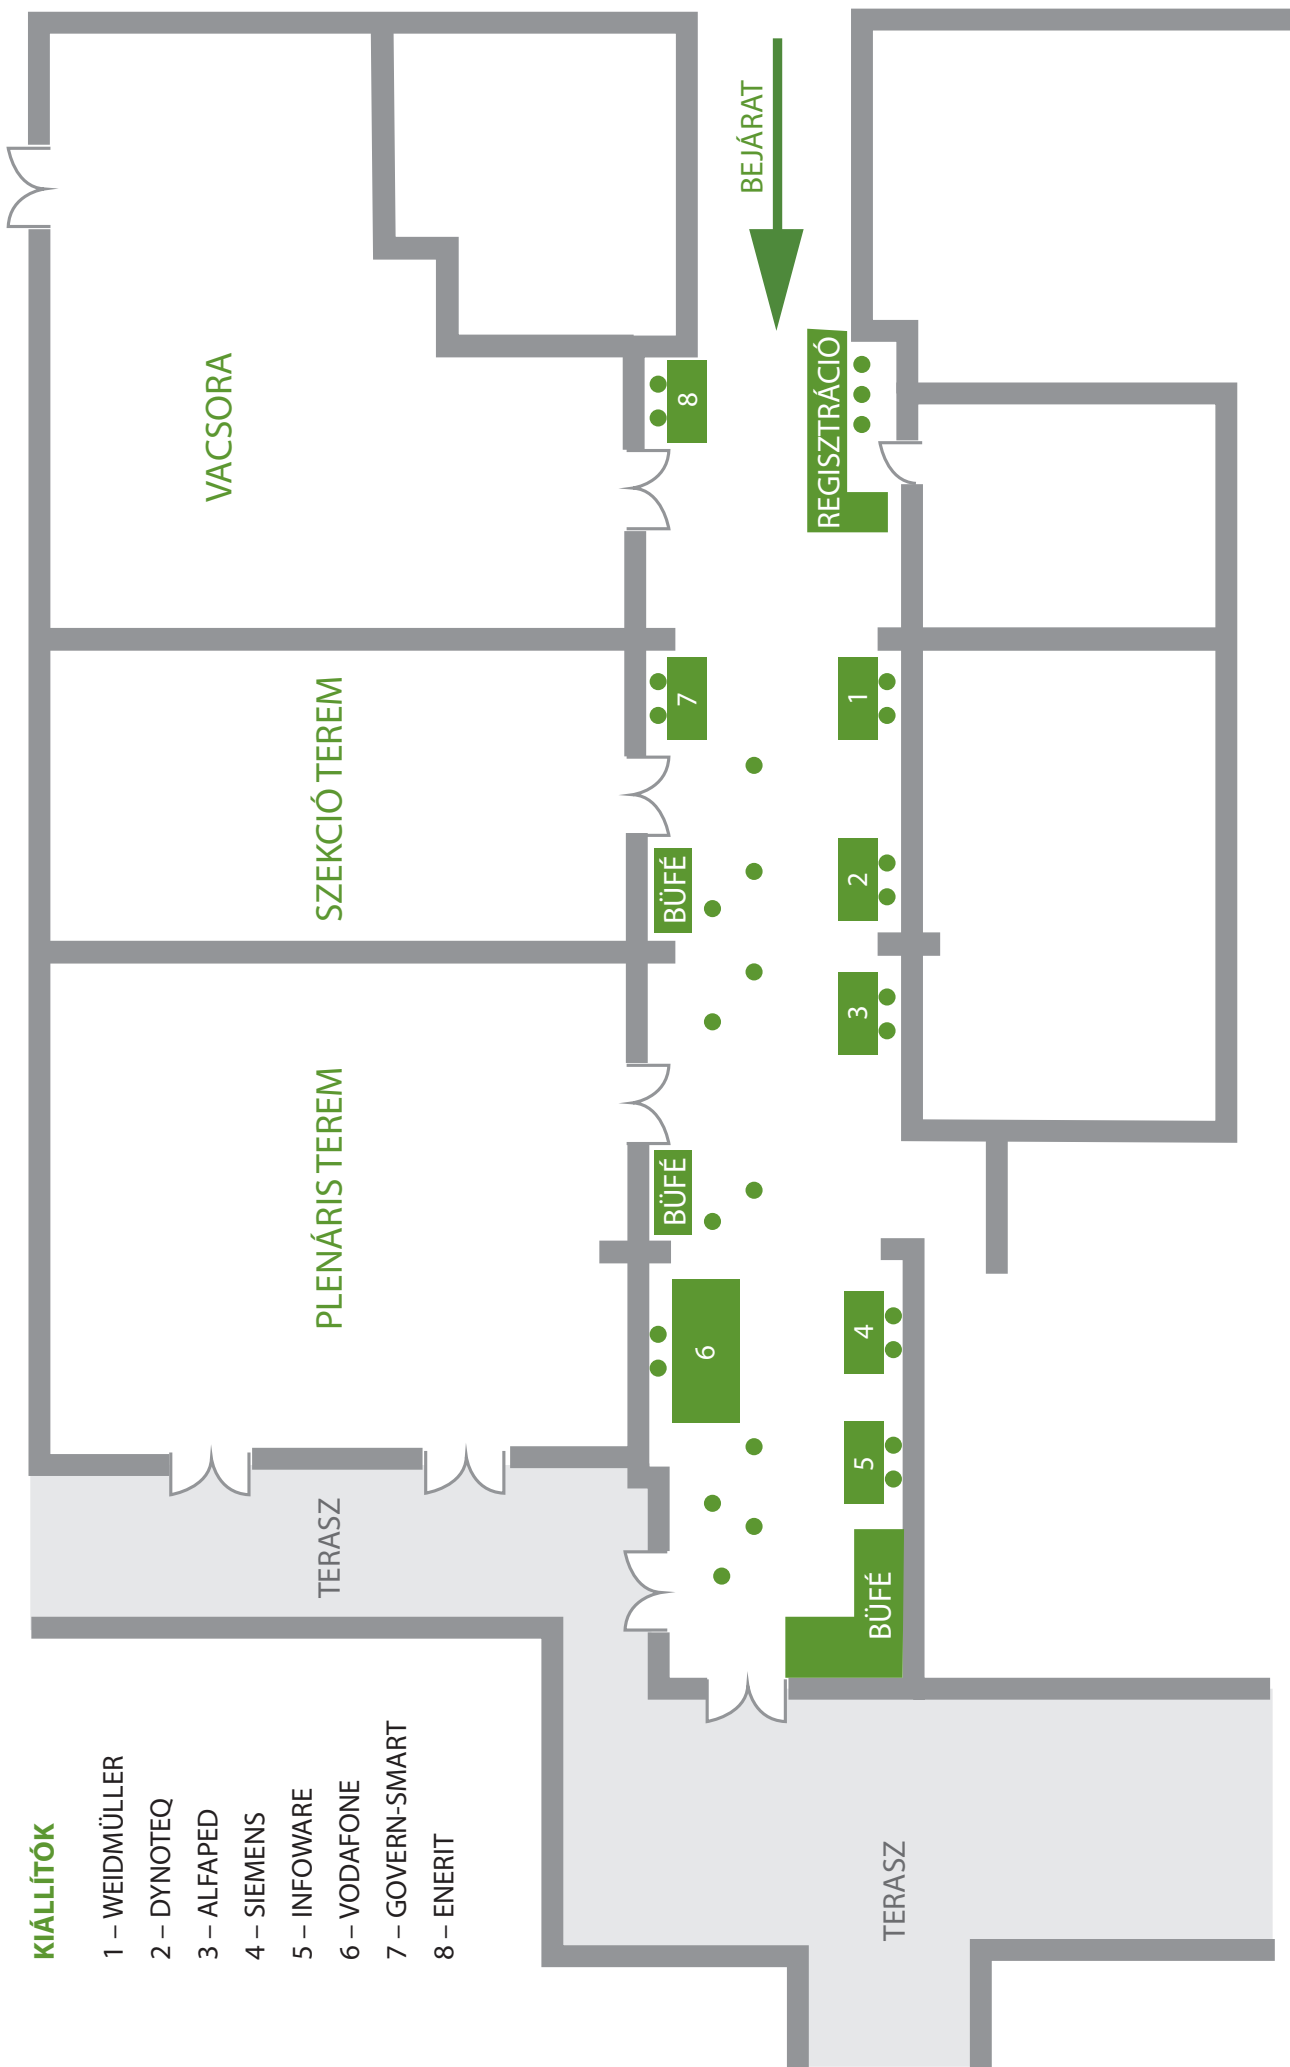 KIÁLLÍTÓK
1 – WEIDMÜLLER
2 – DYNOTEQ
3 – ALFAPED
4 – SIEMENS
5 – INFOWARE
6 – VODAFONE
7 – GOVERN-SMART
8 – ENERIT
TERASZ
PLENÁRIS TEREM
SZEKCIÓ TEREM
VACSORA
BÜFÉ
BÜFÉ
6
7
8
BEJÁRAT
REGISZTRÁCIÓ
TERASZ
BÜFÉ
5
4
3
2
1